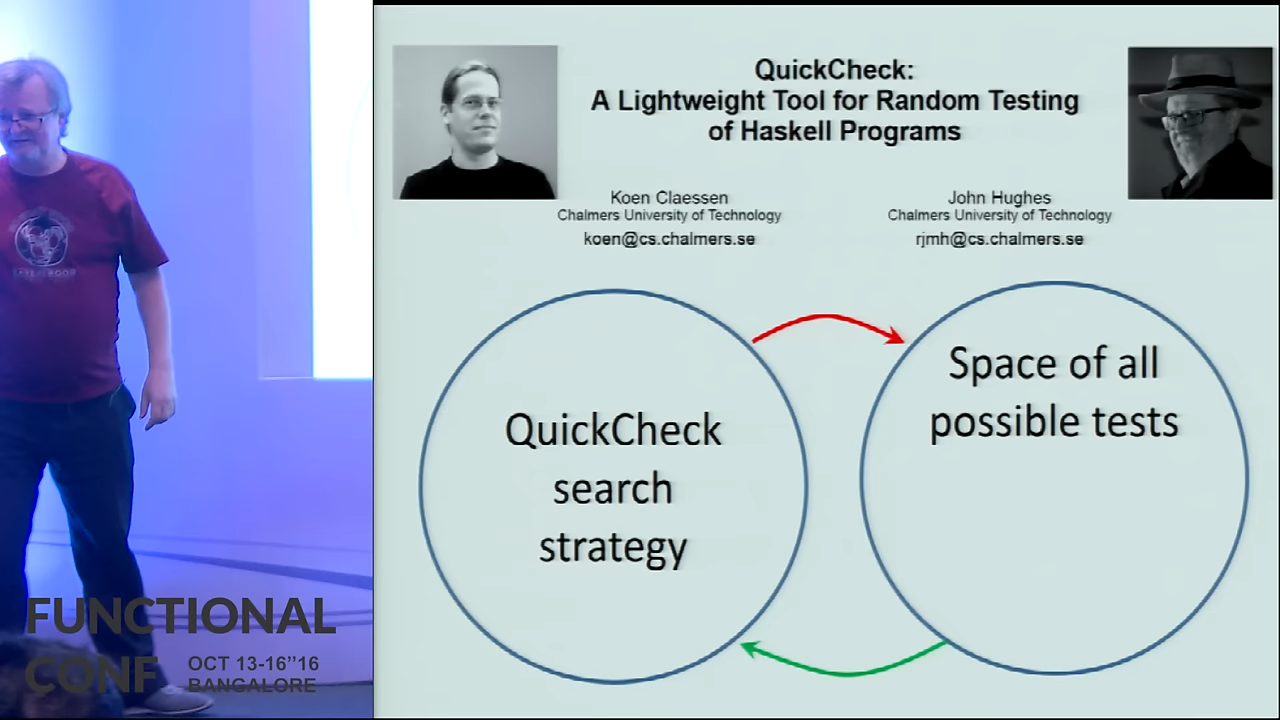 QuickCheck:
A Lightweight Tool for Random Testing
of Haskell Programs
Koen Claessen
Chalmers University of Technology
koen@cs.chalmers.se
John Hughes
Chalmers University of Technology
rjmh@cs.chalmers.se
QuickCheck
search
strategy
Space of all
possible tests
FUNCTIONAL
CONF
OCT 13-16”16
BANGALORE